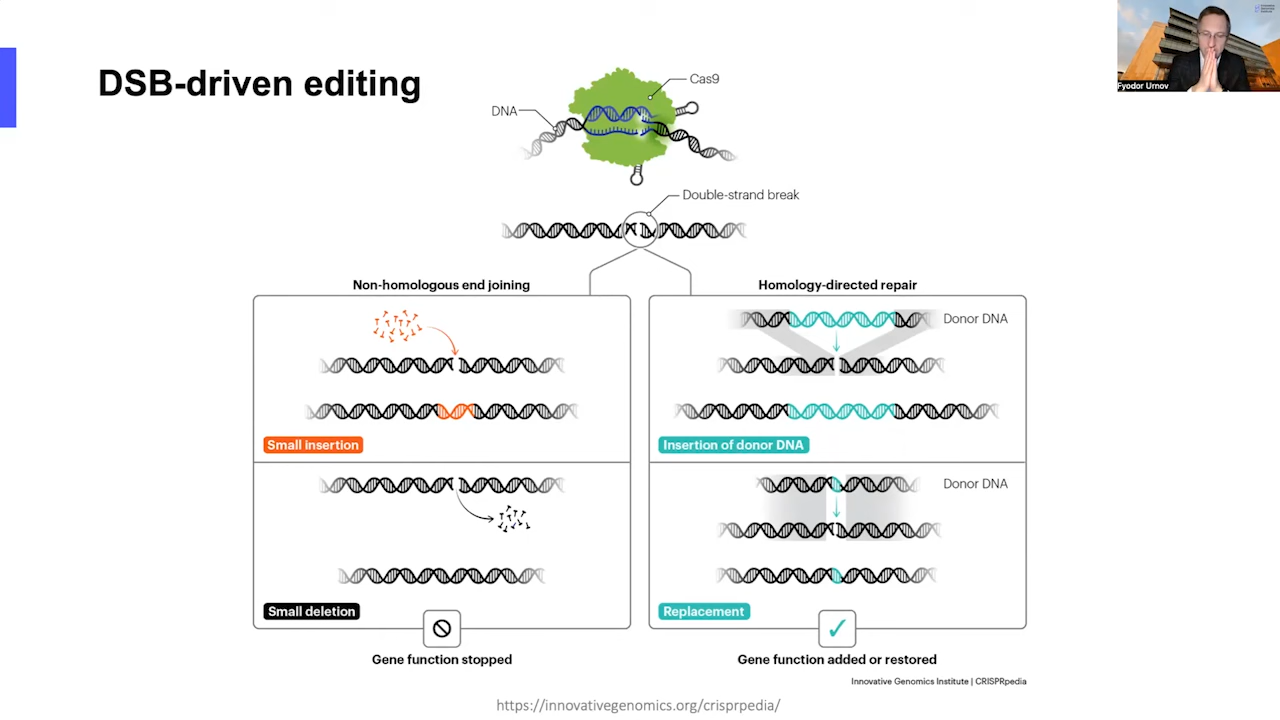 DSB-driven editing
Cas9
DNA
Double-strand break
Non-homologous end joining
Small insertion
Small deletion
Gene function stopped
Homology-directed repair
Donor DNA
Insertion of donor DNA
Donor DNA
Replacement
Gene function added or restored
Innovative Genomics Institute | CRISPRpedia
https://innovativegenomics.org/crisprpedia/
Fyodor Urnov